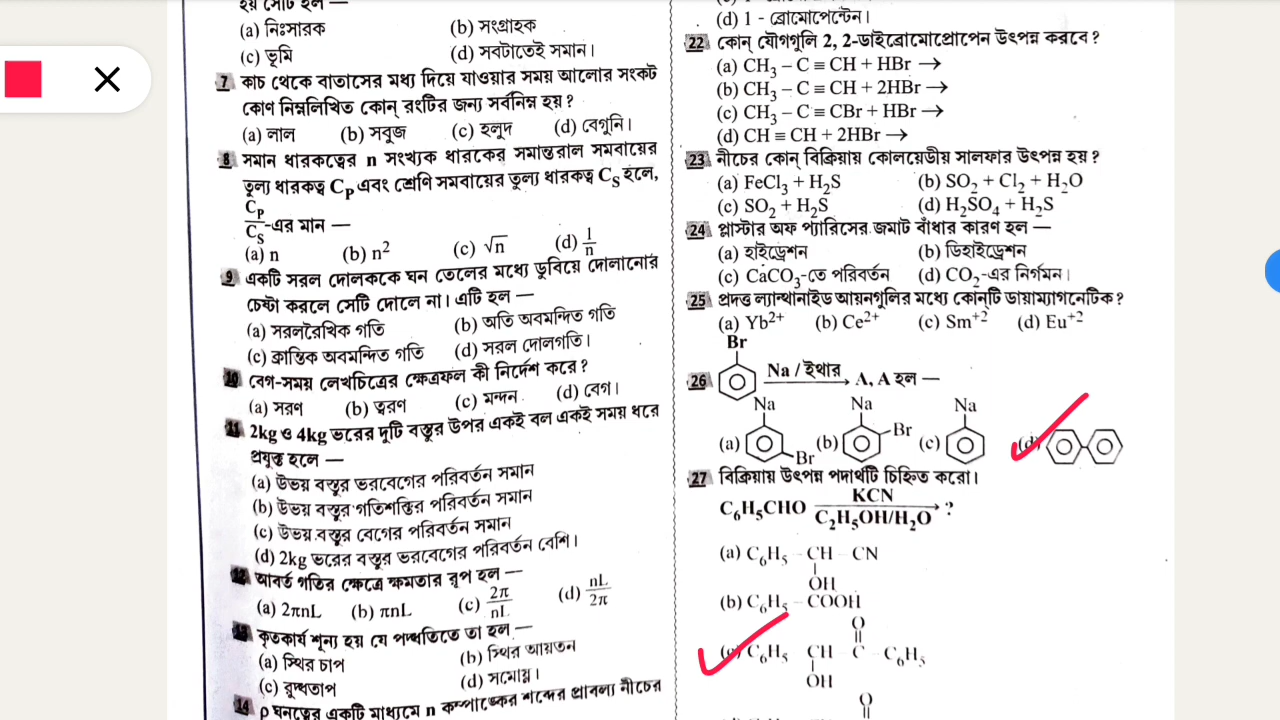 হয় সেটি হল —
(a) নিঃসারক (b) সংগ্রাহক
(c) ভূমি (d) সবটাতেই সমান।
7 কাচ থেকে বাতাসের মধ্য দিয়ে যাওয়ার সময় আলোর সংকট
কোণ নিম্নলিখিত কোন্ রংটির জন্য সর্বনিম্ন হয়?
(a) লাল (b) সবুজ (c) হলুদ (d) বেগুনি।
8 সমান ধারকত্বের n সংখ্যক ধারকের সমান্তরাল সমবায়ের
তুল্য ধারকত্ব Cₚ এবং শ্রেণি সমবায়ের তুল্য ধারকত্ব Cₛ হলে,
Cₚ/Cₛ-এর মান —
(a) n (b) n² (c) √n (d) 1/n
9 একটি সরল দোলককে ঘন তেলের মধ্যে ডুবিয়ে দোলানোর
চেষ্টা করলে সেটি দোলে না। এটি হল —
(a) সরলরৈখিক গতি (b) অতি অবমন্দিত গতি
(c) ক্রান্তিক অবমন্দিত গতি (d) সরল দোলগতি।
10 বেগ-সময় লেখচিত্রের ক্ষেত্রফল কী নির্দেশ করে?
(a) সরণ (b) ত্বরণ (c) মন্দন (d) বেগ।
11 2kg ও 4kg ভরের দুটি বস্তুর উপর একই বল একই সময় ধরে
প্রযুক্ত হলে —
(a) উভয় বস্তুর ভরবেগের পরিবর্তন সমান
(b) উভয় বস্তুর গতিশক্তির পরিবর্তন সমান
(c) উভয় বস্তুর বেগের পরিবর্তন সমান
(d) 2kg ভরের বস্তুর ভরবেগের পরিবর্তন বেশি।
12 আবর্ত গতির ক্ষেত্রে ক্ষমতার রূপ হল —
(a) 2πnL (b) πnL (c) 2π/nL (d) nL/2π
13 কৃতকার্য শূন্য হয় যে পদ্ধতিতে তা হল —
(a) স্থির চাপ (b) স্থির আয়তন
(c) রুদ্ধতাপ (d) সমোষ্ণ।
14 ρ ঘনত্বের একটি মাধ্যমে n কম্পাঙ্কের শব্দের প্রাবল্য নীচের
(d) 1 - ব্রোমোপেন্টেন।
22 কোন্ যৌগগুলি 2, 2-ডাইব্রোমোপ্রোপেন উৎপন্ন করবে?
(a) CH₃ – C ≡ CH + HBr →
(b) CH₃ – C ≡ CH + 2HBr →
(c) CH₃ – C ≡ CBr + HBr →
(d) CH ≡ CH + 2HBr →
23 নীচের কোন্ বিক্রিয়ায় কোলয়েডীয় সালফার উৎপন্ন হয়?
(a) FeCl₃ + H₂S (b) SO₂ + Cl₂ + H₂O
(c) SO₂ + H₂S (d) H₂SO₄ + H₂S
24 প্লাস্টার অফ প্যারিসের জমাট বাঁধার কারণ হল —
(a) হাইড্রেশন (b) ডিহাইড্রেশন
(c) CaCO₃-তে পরিবর্তন (d) CO₂-এর নির্গমন।
25 প্রদত্ত ল্যান্থানাইড আয়নগুলির মধ্যে কোন্‌টি ডায়াম্যাগনেটিক?
(a) Yb²⁺ (b) Ce²⁺ (c) Sm⁺² (d) Eu⁺²
Br
26 Na / ইথার → A, A হল —
Na Na Na
(a) (b) Br (c) (d)
Br
27 বিক্রিয়ায় উৎপন্ন পদার্থটি চিহ্নিত করো।
C₆H₅CHO KCN → ?
C₂H₅OH/H₂O
(a) C₆H₅ CH – CN
OH
(b) C₆H₅ – COOH
O
(c) C₆H₅ CH C C₆H₅
OH
O